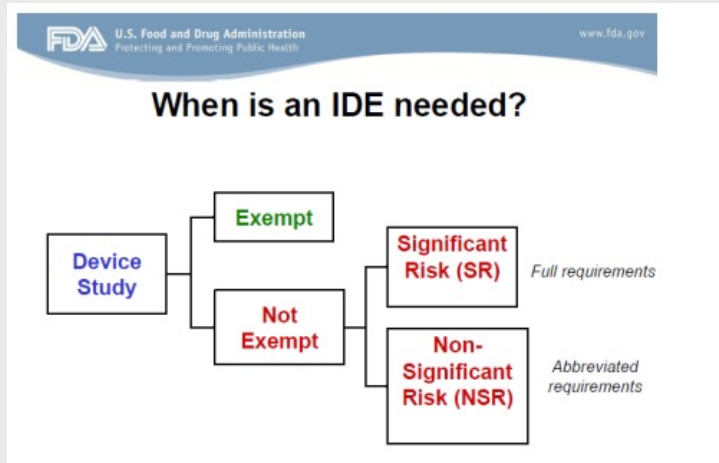 FDA U.S. Food and Drug Administration
Protecting and Promoting Public Health
www.fda.gov
When is an IDE needed?
Device
Study
Exempt
Not
Exempt
Significant
Risk (SR)
Full requirements
Non-
Significant
Risk (NSR)
Abbreviated
requirements